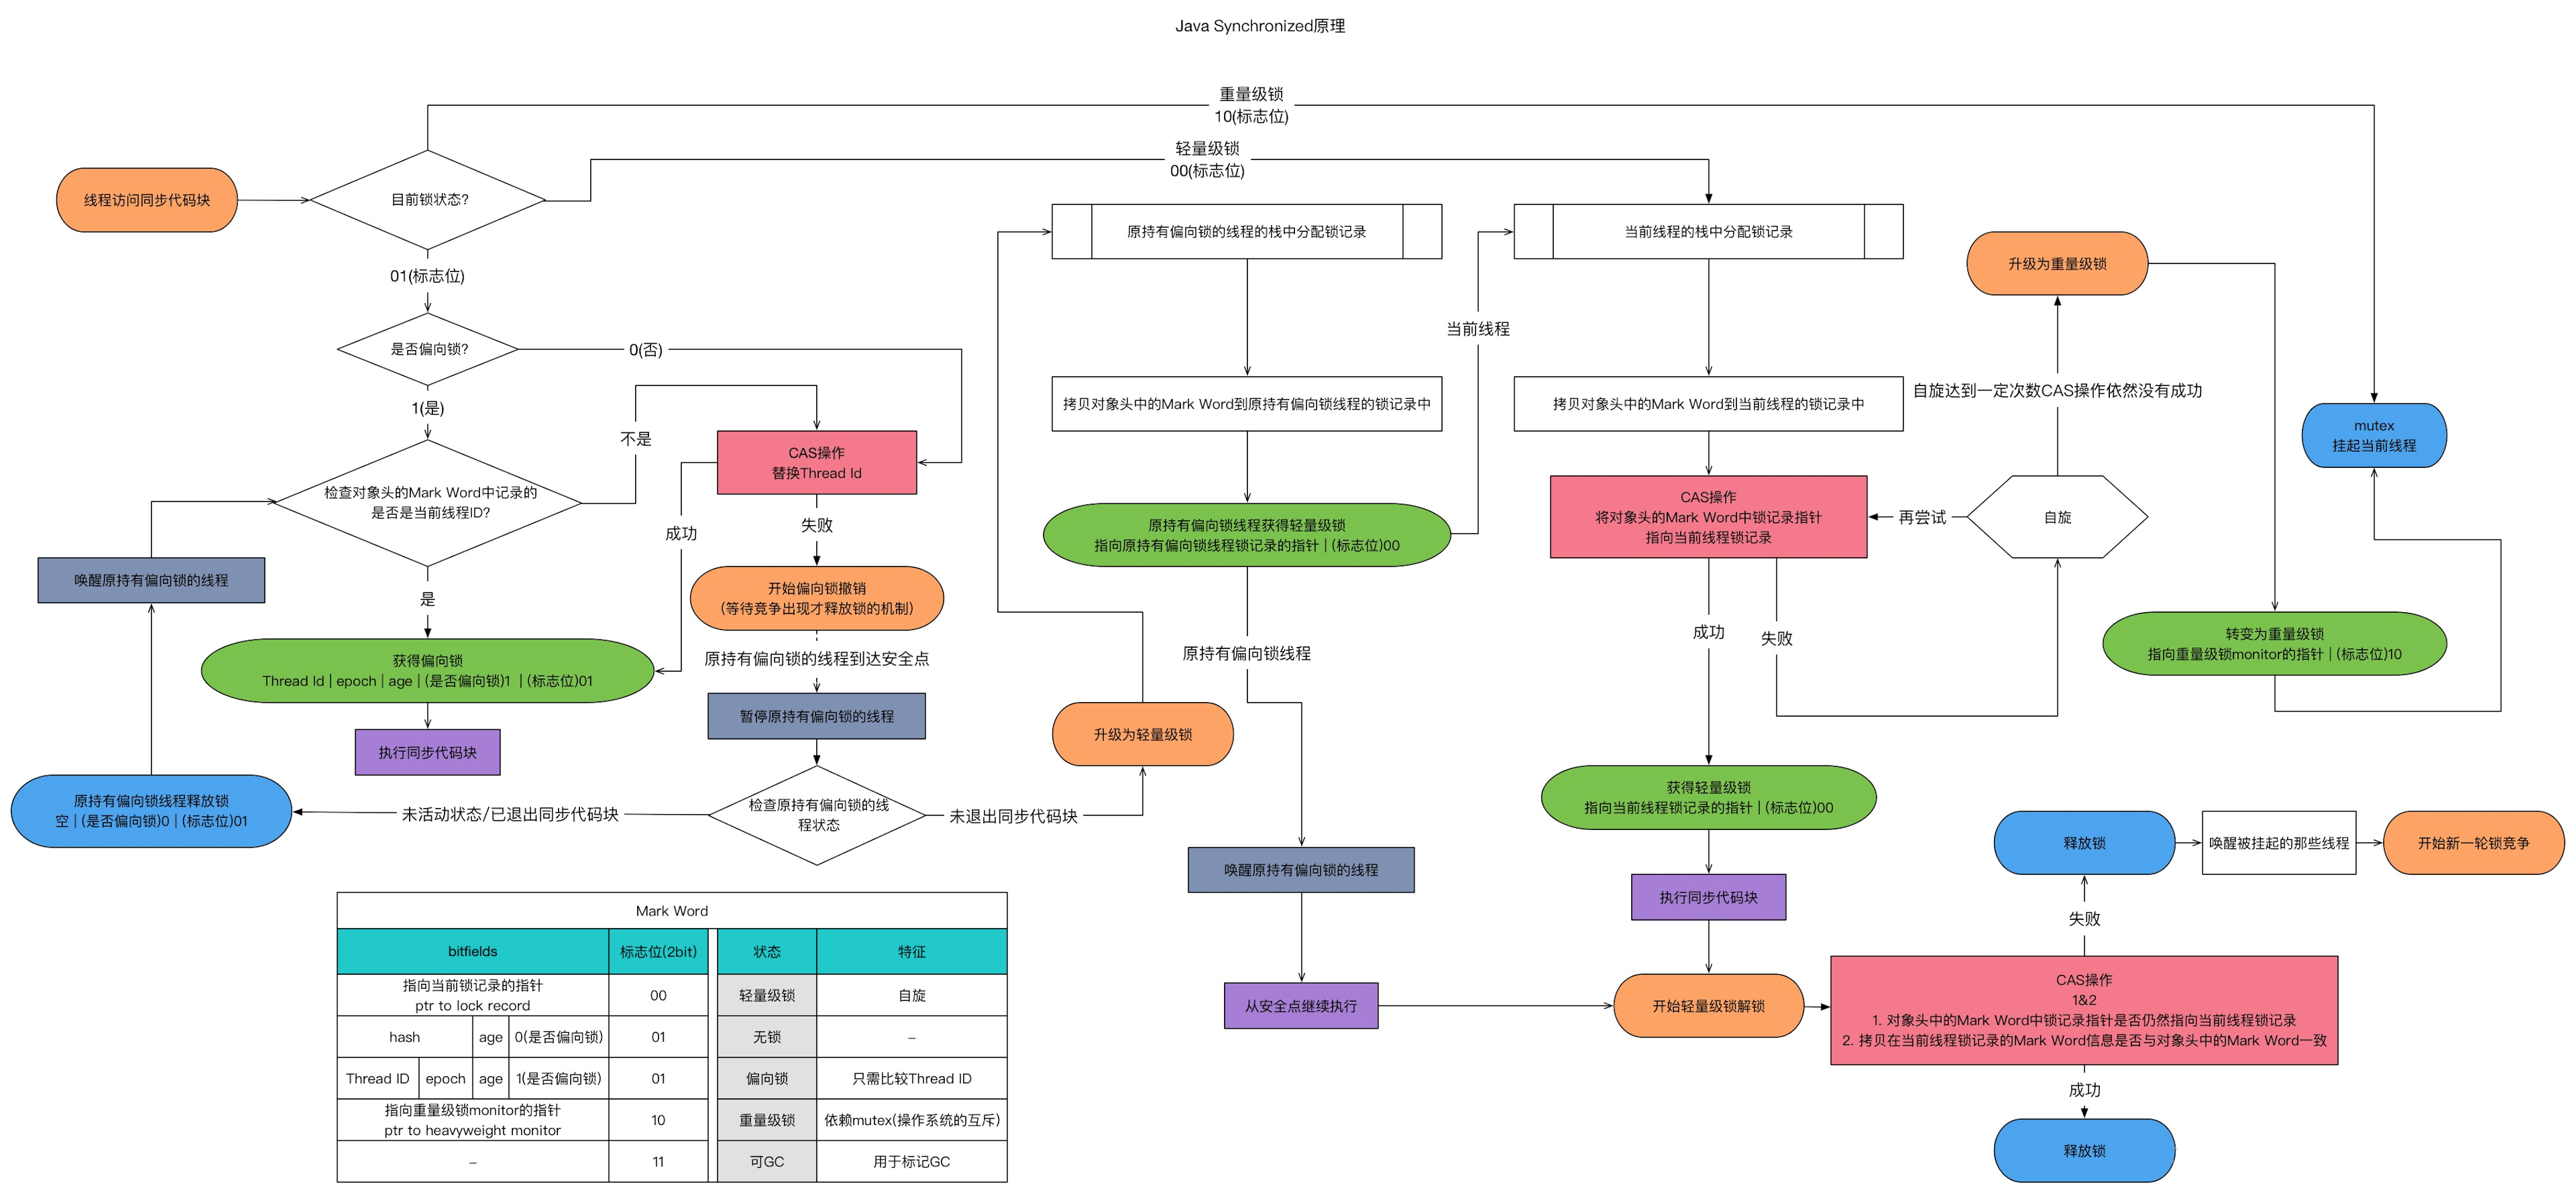 Java Synchronized原理
重量级锁
10(标志位)
轻量级锁
00(标志位)
线程访问同步代码块
目前锁状态?
01(标志位)
是否偏向锁?
0(否)
1(是)
不是
检查对象头的Mark Word中记录的
是否是当前线程ID?
CAS操作
替换Thread Id
成功
失败
唤醒原持有偏向锁的线程
是
开始偏向锁撤销
(等待竞争出现才释放锁的机制)
获得偏向锁
Thread Id | epoch | age | (是否偏向锁)1 | (标志位)01
原持有偏向锁的线程到达安全点
暂停原持有偏向锁的线程
执行同步代码块
原持有偏向锁线程释放锁
空 | (是否偏向锁)0 | (标志位)01
未活动状态/已退出同步代码块
检查原持有偏向锁的线
程状态
未退出同步代码块
升级为轻量级锁
原持有偏向锁的线程的栈中分配锁记录
拷贝对象头中的Mark Word到原持有偏向锁线程的锁记录中
原持有偏向锁线程获得轻量级锁
指向原持有偏向锁线程锁记录的指针 | (标志位)00
原持有偏向锁线程
唤醒原持有偏向锁的线程
从安全点继续执行
当前线程
当前线程的栈中分配锁记录
拷贝对象头中的Mark Word到当前线程的锁记录中
CAS操作
将对象头的Mark Word中锁记录指针
指向当前线程锁记录
再尝试
自旋
自旋达到一定次数CAS操作依然没有成功
升级为重量级锁
mutex
挂起当前线程
转变为重量级锁
指向重量级锁monitor的指针 | (标志位)10
成功
失败
获得轻量级锁
指向当前线程锁记录的指针 | (标志位)00
执行同步代码块
开始轻量级锁解锁
CAS操作
1&2
1. 对象头中的Mark Word中锁记录指针是否仍然指向当前线程锁记录
2. 拷贝在当前线程锁记录的Mark Word信息是否与对象头中的Mark Word一致
失败
释放锁
唤醒被挂起的那些线程
开始新一轮锁竞争
成功
释放锁
Mark Word
bitfields 标志位(2bit) 状态 特征
指向当前锁记录的指针
ptr to lock record
00 轻量级锁 自旋
hash age 0(是否偏向锁) 01 无锁 –
Thread ID epoch age 1(是否偏向锁) 01 偏向锁 只需比较Thread ID
指向重量级锁monitor的指针
ptr to heavyweight monitor
10 重量级锁 依赖mutex(操作系统的互斥)
– 11 可GC 用于标记GC